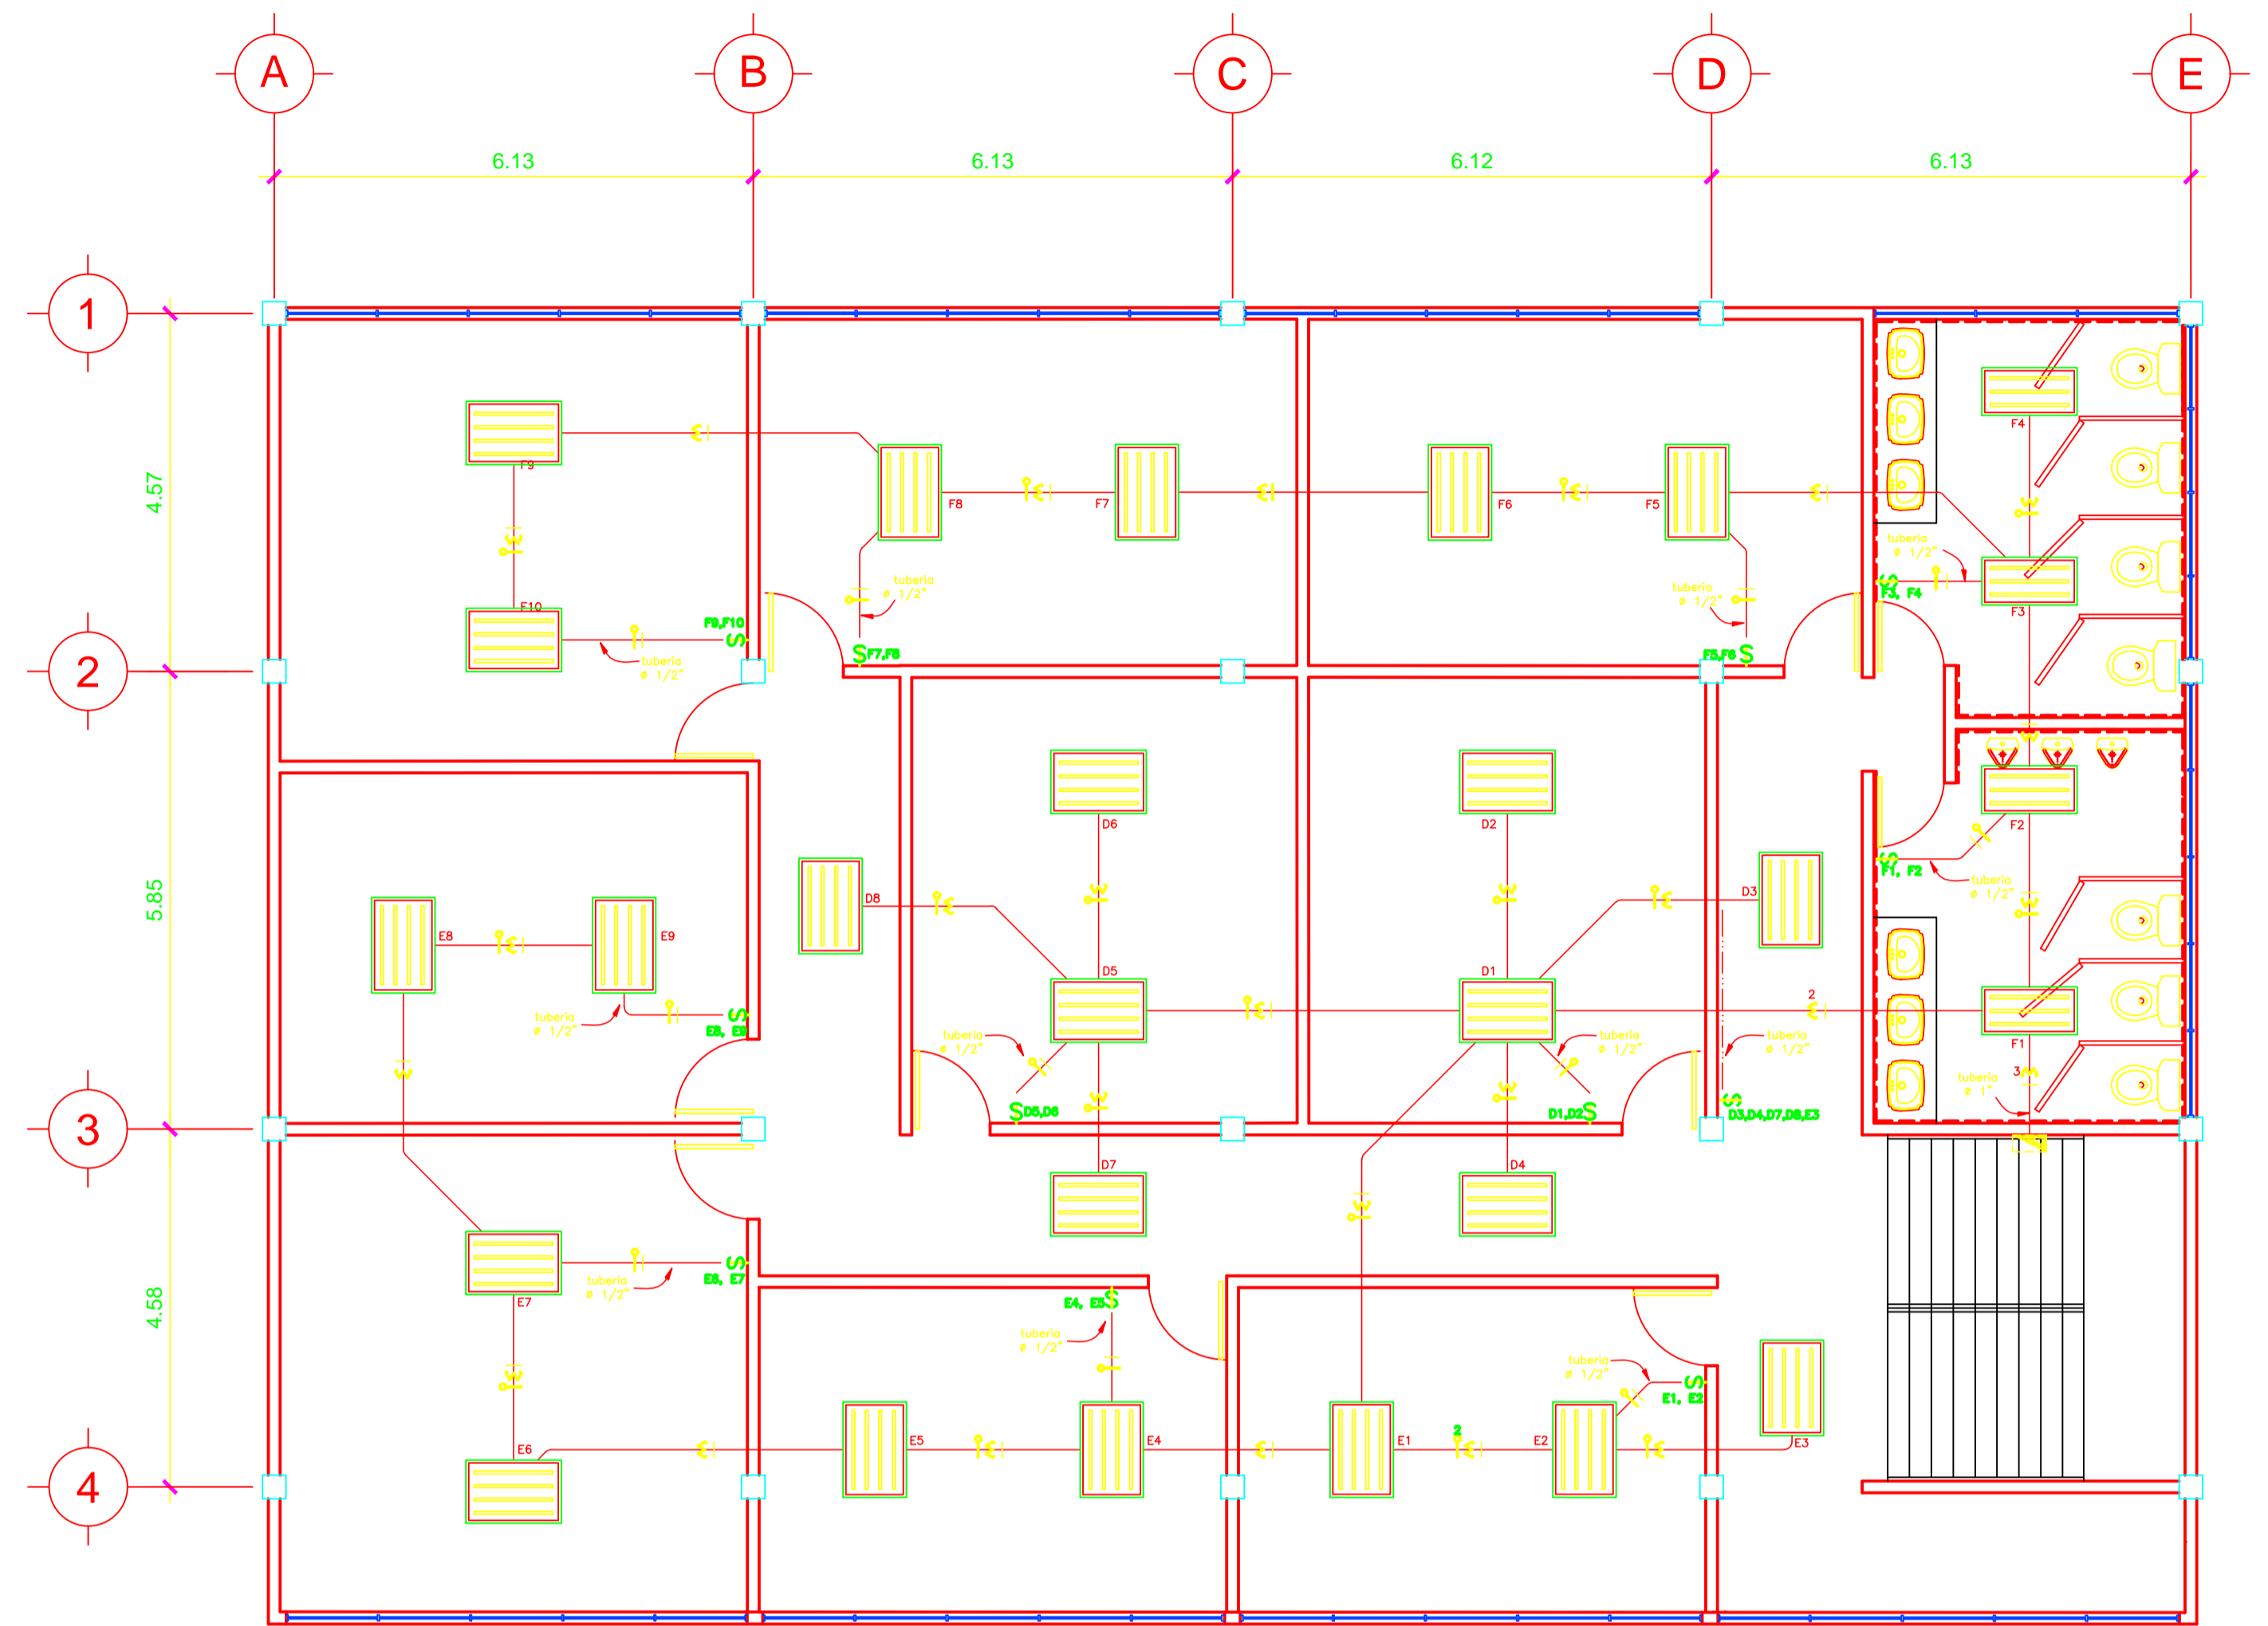 A
B
C
D
E
6.13
6.13
6.12
6.13
1
4.57
F9
F10
F9,F10
tuberia
ø 1/2"
F8
F7
tuberia
ø 1/2"
F7,F8
F6
F5
tuberia
ø 1/2"
F5,F6
F4
tuberia
ø 1/2"
F3, F4
F3
2
5.85
D6
D2
F2
F1, F2
tuberia
ø 1/2"
D8
D3
E8
E9
D5
D1
2
tuberia
ø 1/2"
E8, E9
tuberia
ø 1/2"
tuberia
ø 1/2"
tuberia
ø 1/2"
F1
3
tuberia
ø 1"
D5,D6
D1,D2
D3,D4,D7,D8,E3
3
D7
D4
4.58
E7
E6, E7
tuberia
ø 1/2"
E4, E5
tuberia
ø 1/2"
tuberia
ø 1/2"
E1, E2
E6
E5
E4
E1
2
E2
E3
4